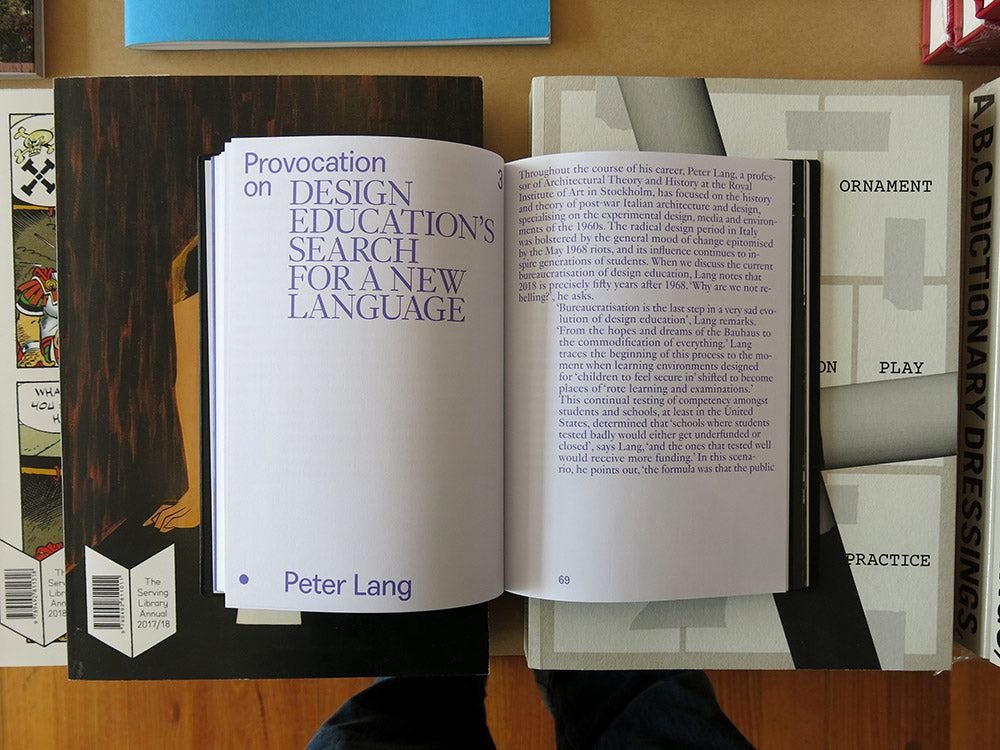 Provocation
on DESIGN
EDUCATION'S
SEARCH
FOR A NEW
LANGUAGE
3
Peter Lang
Throughout the course of his career, Peter Lang, a profes-
sor of Architectural Theory and History at the Royal
Institute of Art in Stockholm, has focused on the history
and theory of post-war Italian architecture and design,
specialising on the experimental design, media and environ-
ments of the 1960s. The radical design period in Italy
was bolstered by the general mood of change epitomised
by the May 1968 riots, and its influence continues to in-
spire generations of students. When we discuss the current
bureaucratisation of design education, Lang notes that
2018 is precisely fifty years after 1968. 'Why are we not re-
belling?', he asks.
'Bureaucratisation is the last step in a very sad evo-
lution of design education', Lang remarks.
'From the hopes and dreams of the Bauhaus to
the commodification of everything.' Lang
traces the beginning of this process to the mo-
ment when learning environments designed
for 'children to feel secure in' shifted to become
places of 'rote learning and examinations.'
This continual testing of competency amongst
students and schools, at least in the United
States, determined that 'schools where students
tested badly would either get underfunded or
closed', says Lang, 'and the ones that tested well
would receive more funding.' In this scena-
rio, he points out, 'the formula was that the public
69
The
Serving
Library
Annual
2017/18
The
Serving
Library
Annual
ORNAMENT
ON PLAY
PRACTICE
A,B,C,DICTIONARY DRESSINGS,